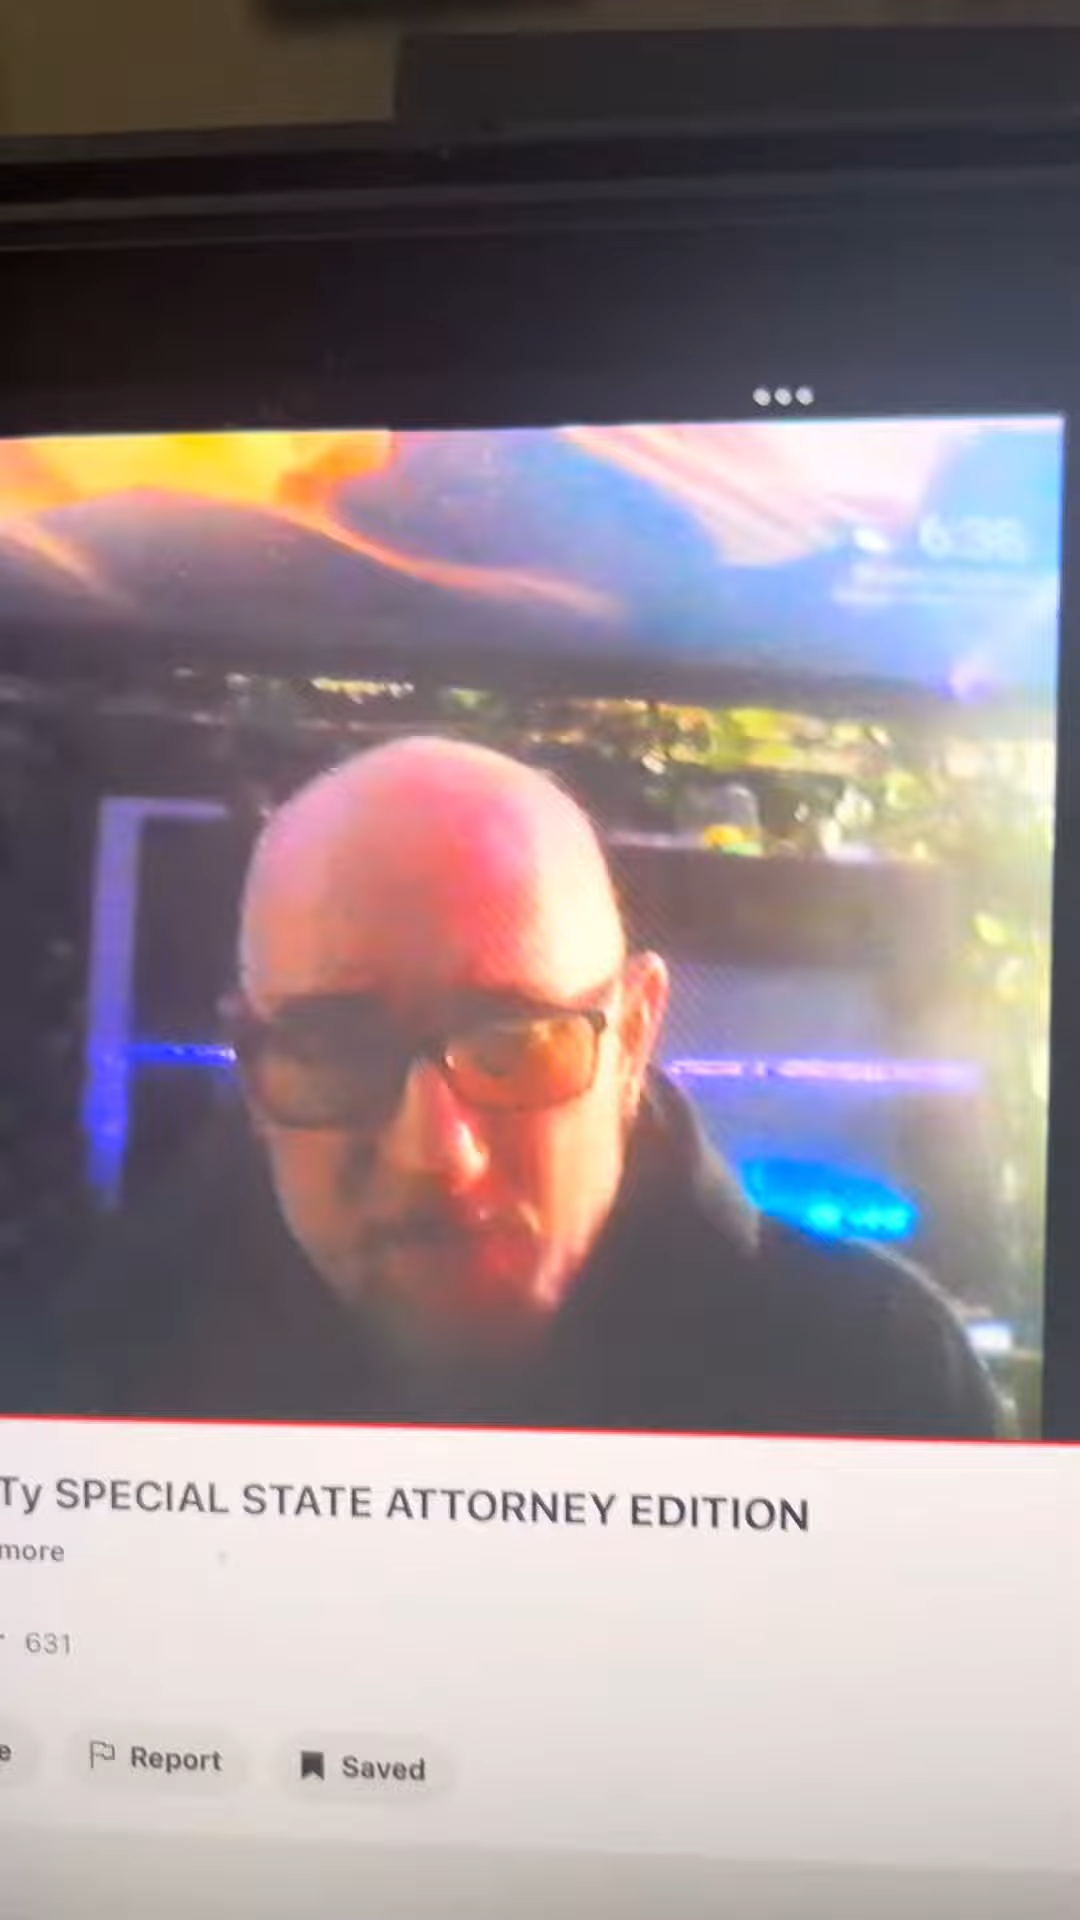 6:36
Ty SPECIAL STATE ATTORNEY EDITION
more
631
e
Report
Saved